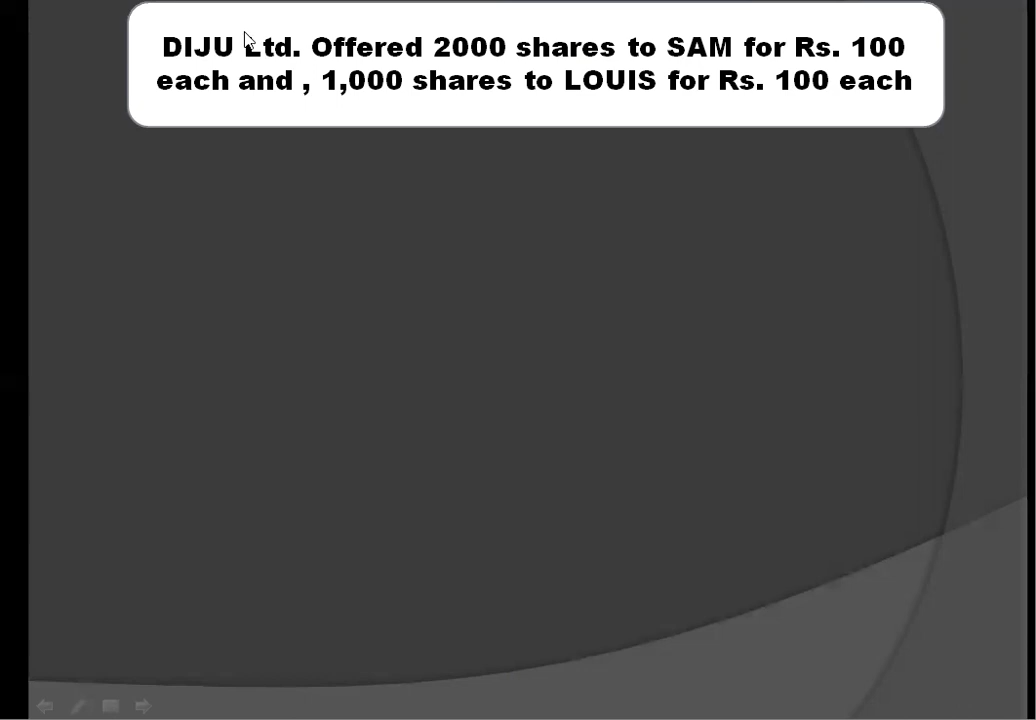 DIJU Ltd. Offered 2000 shares to SAM for Rs. 100
each and , 1,000 shares to LOUIS for Rs. 100 each